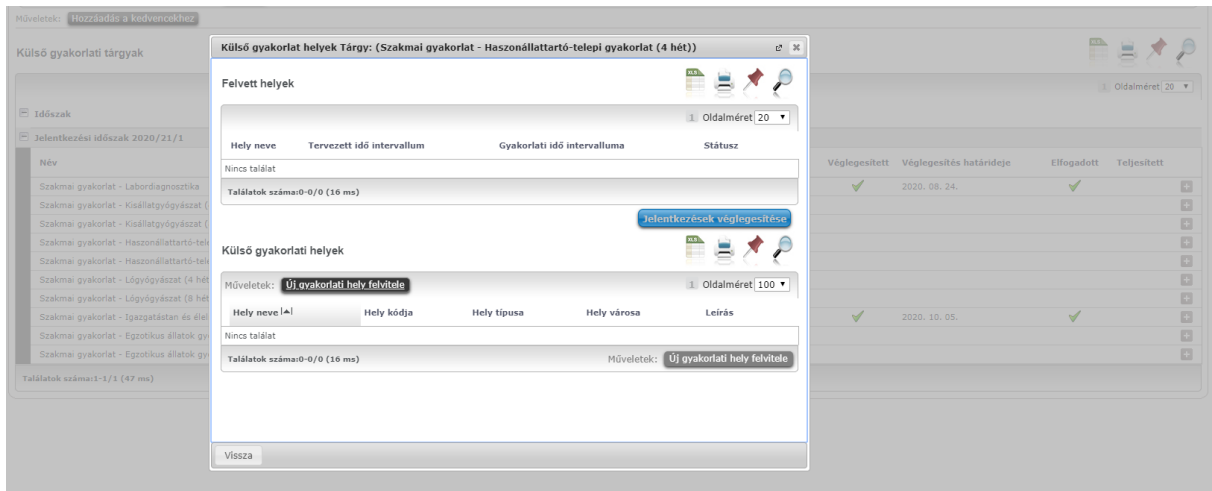 Műveletek: Hozzáadás a kedvencekhez
Külső gyakorlati tárgyak
1 Oldalméret 20
Időszak
Jelentkezési időszak 2020/21/1
Név Véglegesített Véglegesítés határideje Elfogadott Teljesített
Szakmai gyakorlat - Labordiagnosztika 2020. 08. 24.
Szakmai gyakorlat - Kisállatgyógyászat (
Szakmai gyakorlat - Kisállatgyógyászat (
Szakmai gyakorlat - Haszonállattartó-tele
Szakmai gyakorlat - Haszonállattartó-tele
Szakmai gyakorlat - Lógyógyászat (4 hét
Szakmai gyakorlat - Lógyógyászat (8 hét
Szakmai gyakorlat - Igazgatástan és élel 2020. 10. 05.
Szakmai gyakorlat - Egzotikus állatok gy
Szakmai gyakorlat - Egzotikus állatok gy
Találatok száma:1-1/1 (47 ms)
Külső gyakorlat helyek Tárgy: (Szakmai gyakorlat - Haszonállattartó-telepi gyakorlat (4 hét))
Felvett helyek
XLS
1 Oldalméret 20
Hely neve Tervezett idő intervallum Gyakorlati idő intervalluma Státusz
Nincs találat
Találatok száma:0-0/0 (16 ms)
Jelentkezések véglegesítése
Külső gyakorlati helyek
XLS
Műveletek: Új gyakorlati hely felvitele 1 Oldalméret 100
Hely neve Hely kódja Hely típusa Hely városa Leírás
Nincs találat
Találatok száma:0-0/0 (16 ms) Műveletek: Új gyakorlati hely felvitele
Vissza